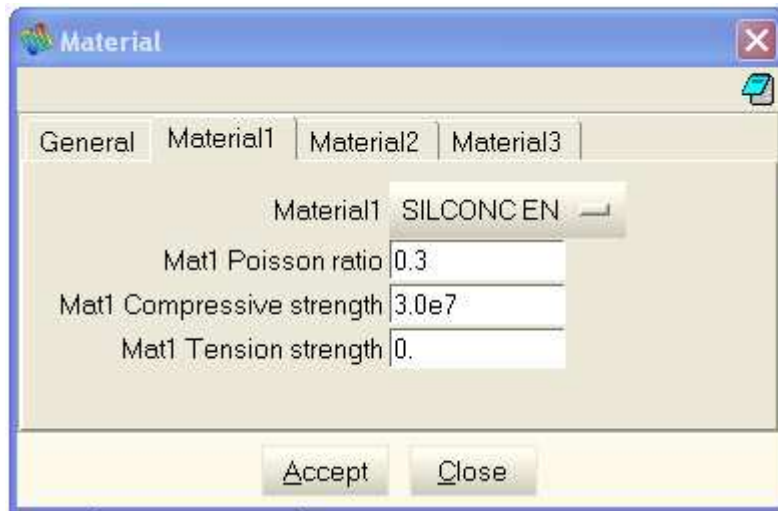 Material
General Material1 Material2 Material3
Material1 SILCONC EN
Mat1 Poisson ratio 0.3
Mat1 Compressive strength 3.0e7
Mat1 Tension strength 0.
Accept Close